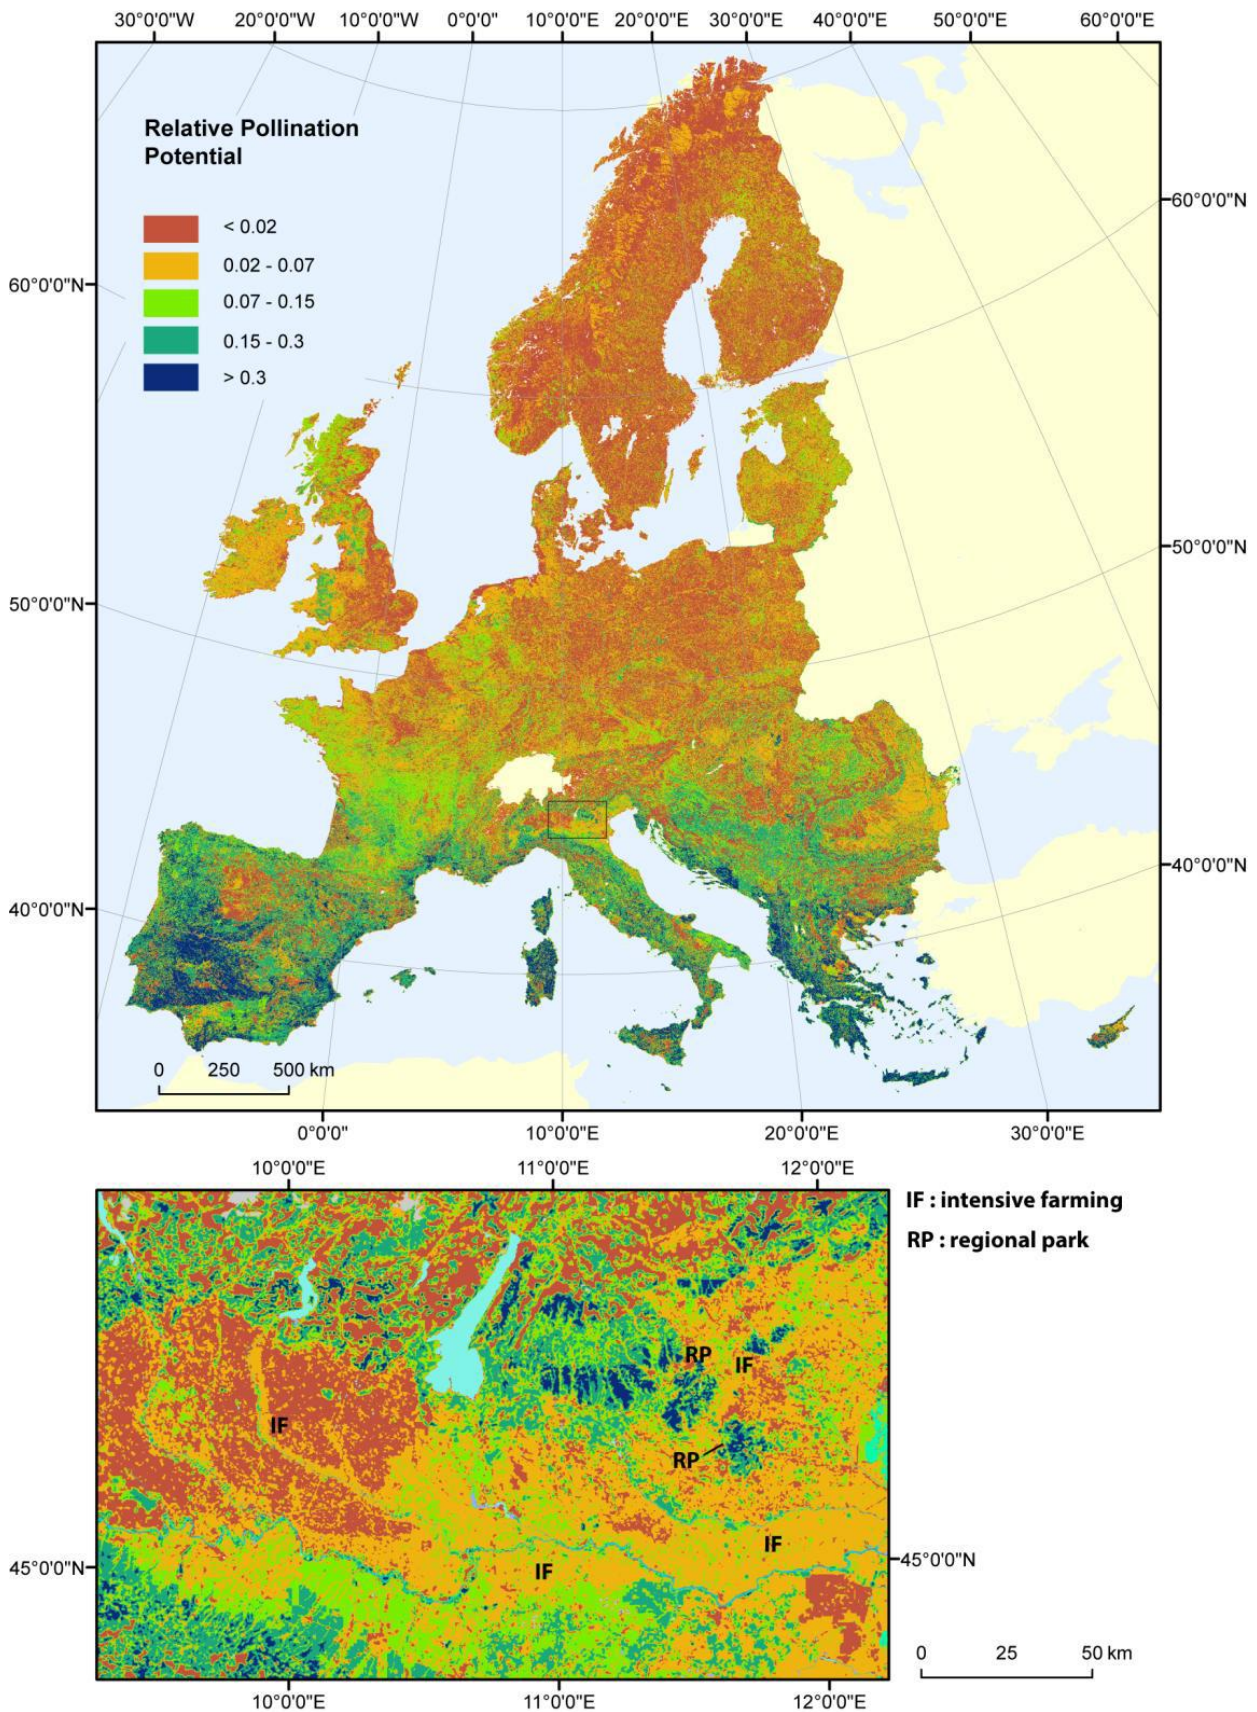 30°0'0"W 20°0'0"W 10°0'0"W 0°0'0" 10°0'0"E 20°0'0"E 30°0'0"E 40°0'0"E 50°0'0"E 60°0'0"E
Relative Pollination
Potential
< 0.02
0.02 - 0.07
0.07 - 0.15
0.15 - 0.3
> 0.3
60°0'0"N
60°0'0"N
50°0'0"N
50°0'0"N
40°0'0"N
40°0'0"N
0 250 500 km
0°0'0" 10°0'0"E 20°0'0"E 30°0'0"E
10°0'0"E 11°0'0"E 12°0'0"E
IF : intensive farming
RP : regional park
RP
IF
IF
RP
IF
IF
45°0'0"N
45°0'0"N
0 25 50 km
10°0'0"E 11°0'0"E 12°0'0"E